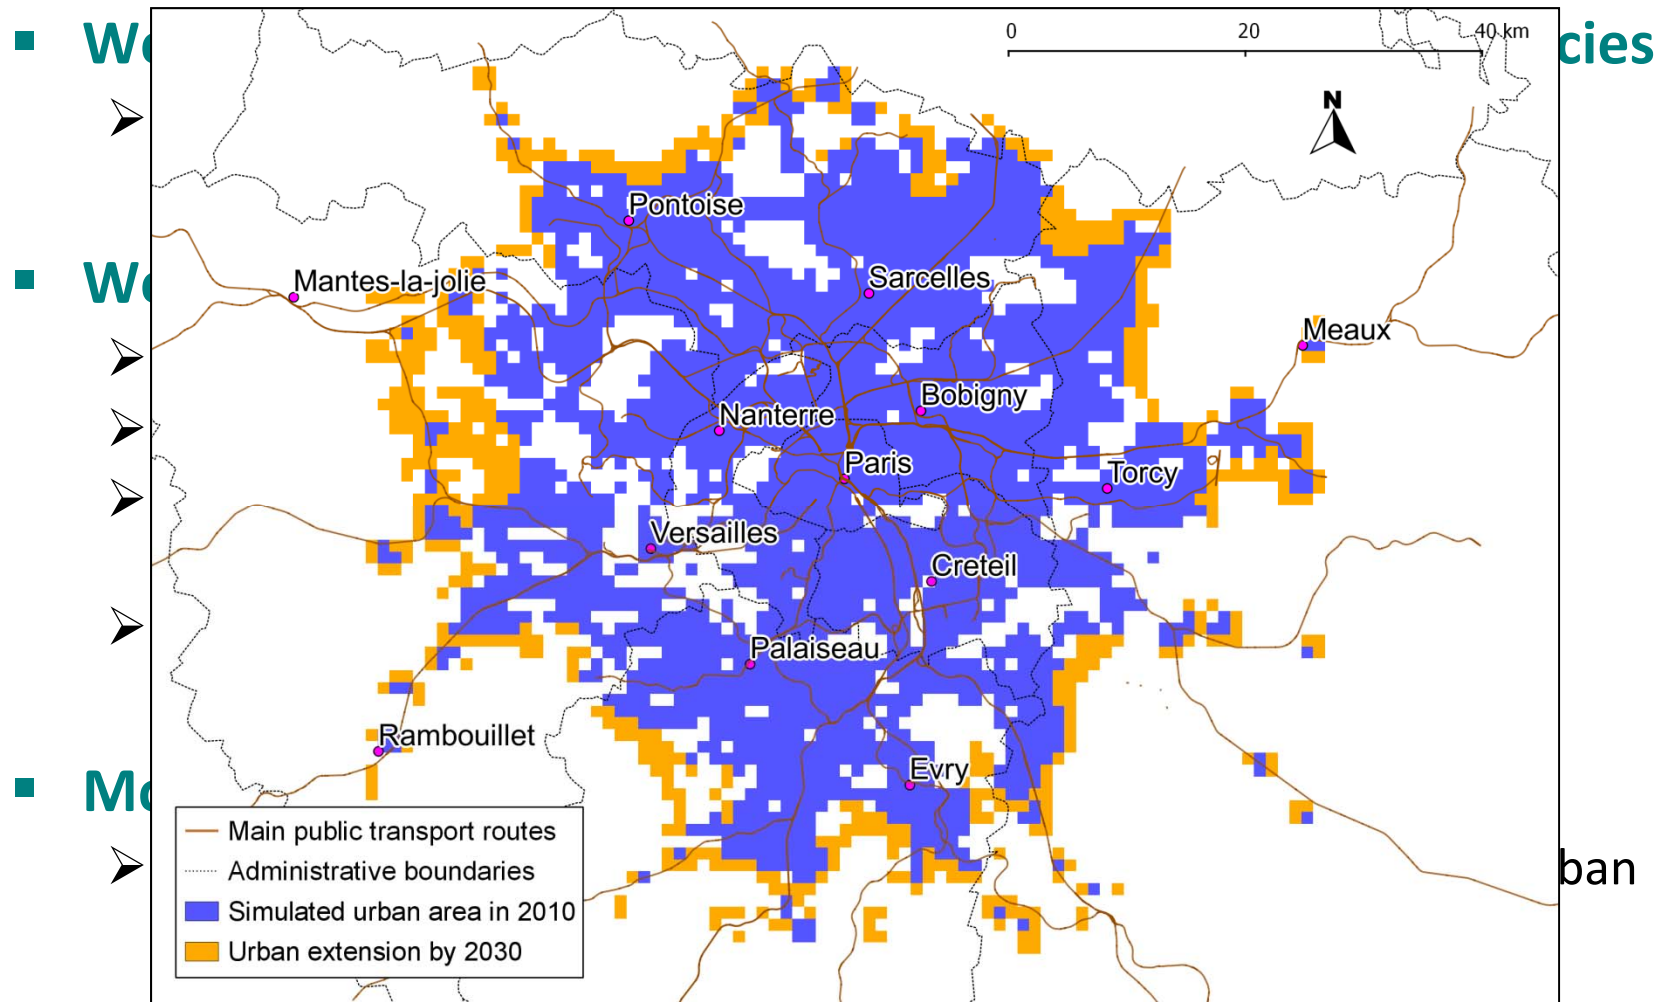 0 20 40 km
N
Pontoise
Mantes-la-jolie
Sarcelles
Meaux
Bobigny
Nanterre
Paris
Torcy
Versailles
Creteil
Palaiseau
Rambouillet
Evry
Main public transport routes
Administrative boundaries
Simulated urban area in 2010
Urban extension by 2030